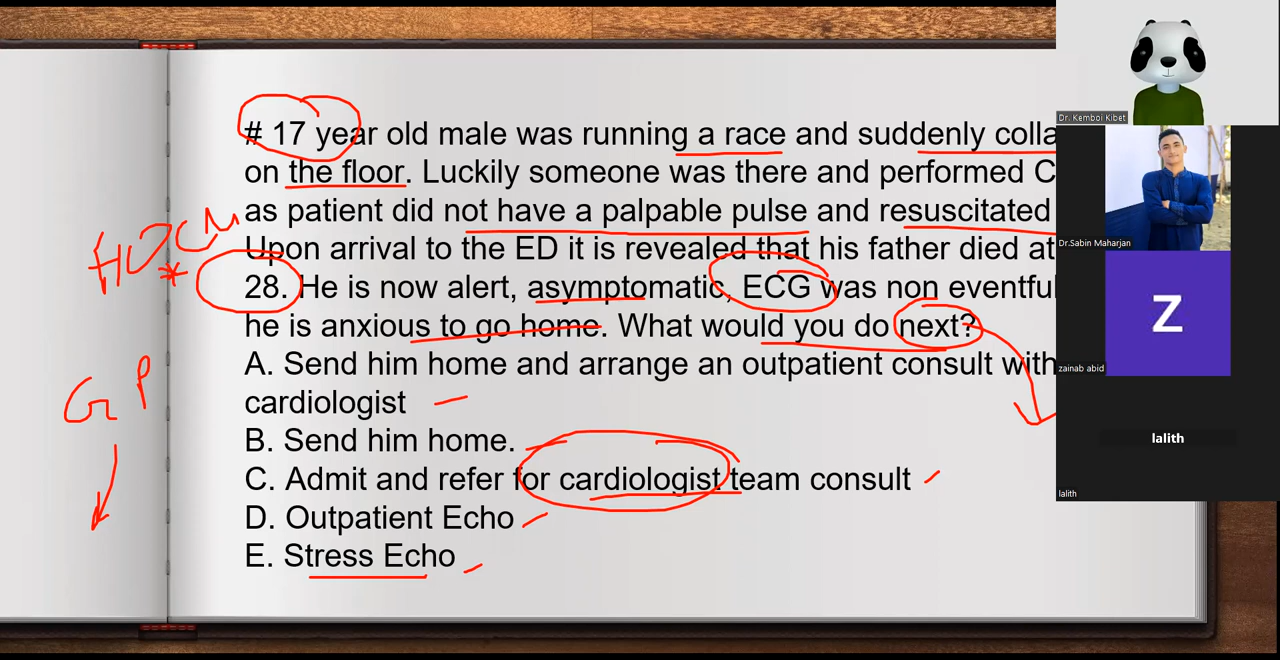 # 17 year old male was running a race and suddenly colla
on the floor. Luckily someone was there and performed C
as patient did not have a palpable pulse and resuscitated
Upon arrival to the ED it is revealed that his father died at
28. He is now alert, asymptomatic, ECG was non eventful
he is anxious to go home. What would you do next?
A. Send him home and arrange an outpatient consult with
cardiologist
B. Send him home.
C. Admit and refer for cardiologist team consult
D. Outpatient Echo
E. Stress Echo
HOCM
*
GP
Dr. Kemboi Kibet
Dr.Sabin Maharjan
Z
zainab abid
lalith
lalith